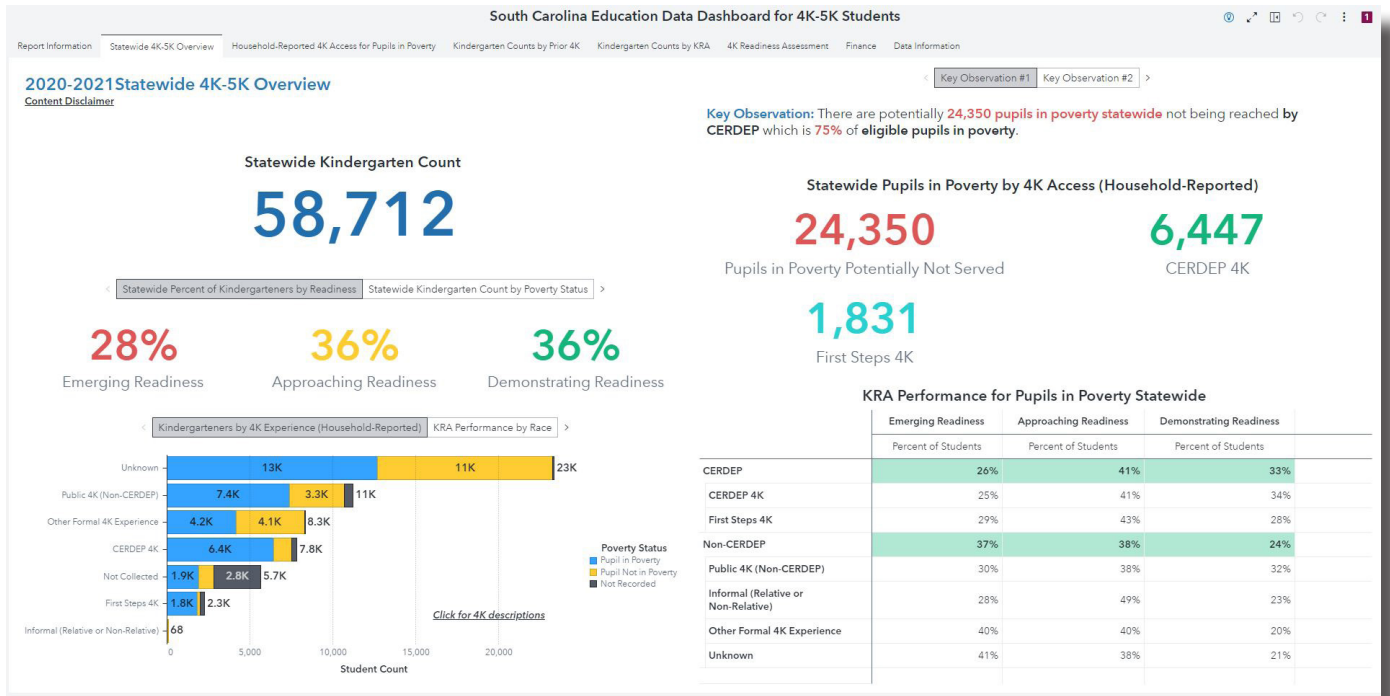 South Carolina Education Data Dashboard for 4K-5K Students
1
Report Information
Statewide 4K-5K Overview
Household-Reported 4K Access for Pupils in Poverty
Kindergarten Counts by Prior 4K
Kindergarten Counts by KRA
4K Readiness Assessment
Finance
Data Information
2020-2021Statewide 4K-5K Overview
Content Disclaimer
Statewide Kindergarten Count
58,712
Statewide Percent of Kindergarteners by Readiness
Statewide Kindergarten Count by Poverty Status
28%
Emerging Readiness
36%
Approaching Readiness
36%
Demonstrating Readiness
Kindergarteners by 4K Experience (Household-Reported)
KRA Performance by Race
Unknown 13K 11K 23K
Public 4K (Non-CERDEP) 7.4K 3.3K 11K
Other Formal 4K Experience 4.2K 4.1K 8.3K
CERDEP 4K 6.4K 7.8K
Not Collected 1.9K 2.8K 5.7K
First Steps 4K 1.8K 2.3K
Informal (Relative or Non-Relative) 68
0 5,000 10,000 15,000 20,000
Student Count
Poverty Status
Pupil in Poverty
Pupil Not in Poverty
Not Recorded
Click for 4K descriptions
Key Observation #1
Key Observation #2
Key Observation: There are potentially 24,350 pupils in poverty statewide not being reached by
CERDEP which is 75% of eligible pupils in poverty.
Statewide Pupils in Poverty by 4K Access (Household-Reported)
24,350
Pupils in Poverty Potentially Not Served
6,447
CERDEP 4K
1,831
First Steps 4K
KRA Performance for Pupils in Poverty Statewide
Emerging Readiness Approaching Readiness Demonstrating Readiness
Percent of Students Percent of Students Percent of Students
CERDEP 26% 41% 33%
CERDEP 4K 25% 41% 34%
First Steps 4K 29% 43% 28%
Non-CERDEP 37% 38% 24%
Public 4K (Non-CERDEP) 30% 38% 32%
Informal (Relative or
Non-Relative) 28% 49% 23%
Other Formal 4K Experience 40% 40% 20%
Unknown 41% 38% 21%